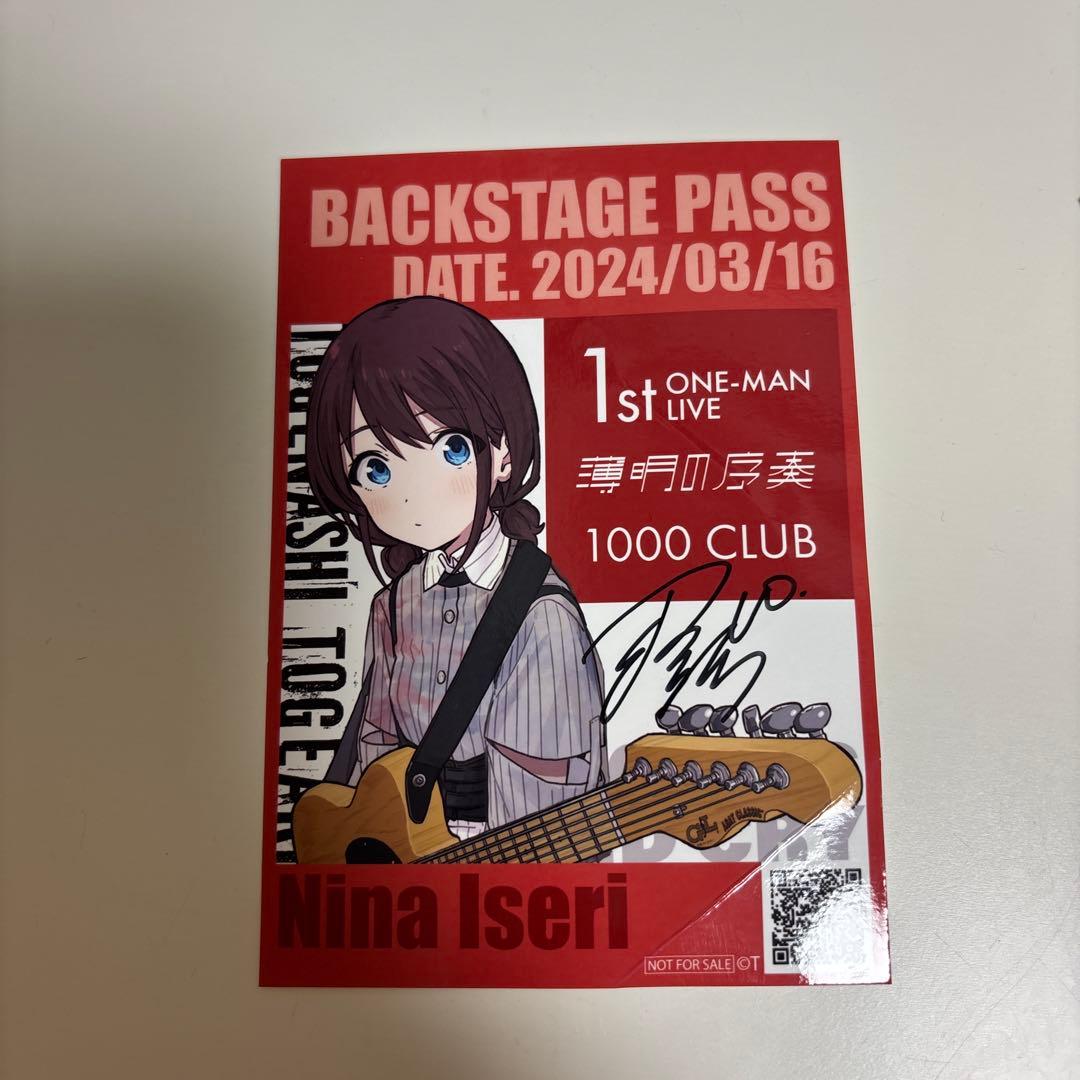 BACKSTAGE PASS
DATE. 2024/03/16
1st ONE-MAN LIVE
薄明の序奏
1000 CLUB
TOGENASHI TOGEARI
CRY
Nina Iseri
NOT FOR SALE ©T